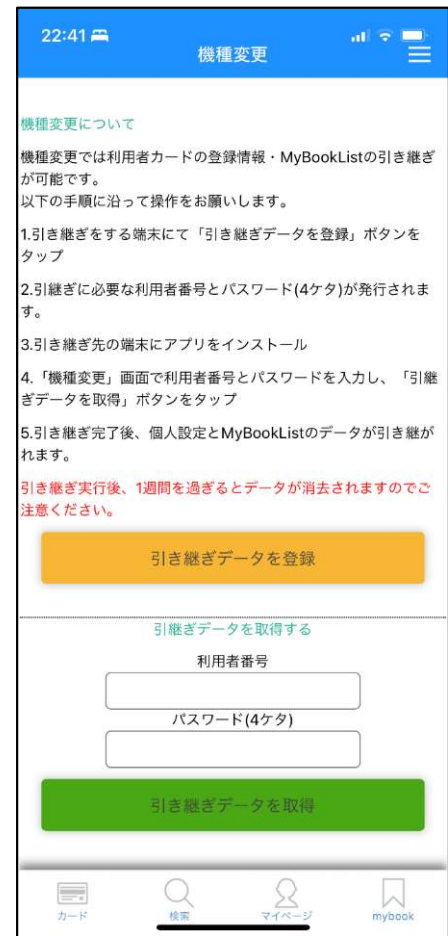 22:41
機種変更
機種変更について
機種変更では利用者カードの登録情報・MyBookListの引き継ぎ
が可能です。
以下の手順に沿って操作をお願いします。
1.引き継ぎをする端末にて「引き継ぎデータを登録」ボタンを
タップ
2.引継ぎに必要な利用者番号とパスワード(4ケタ)が発行されま
す。
3.引き継ぎ先の端末にアプリをインストール
4.「機種変更」画面で利用者番号とパスワードを入力し、「引継
ぎデータを取得」ボタンをタップ
5.引き継ぎ完了後、個人設定とMyBookListのデータが引き継が
れます。
引き継ぎ実行後、1週間を過ぎるとデータが消去されますのでご
注意ください。
引き継ぎデータを登録
引継ぎデータを取得する
利用者番号
パスワード(4ケタ)
引き継ぎデータを取得
カード 検索 マイページ mybook